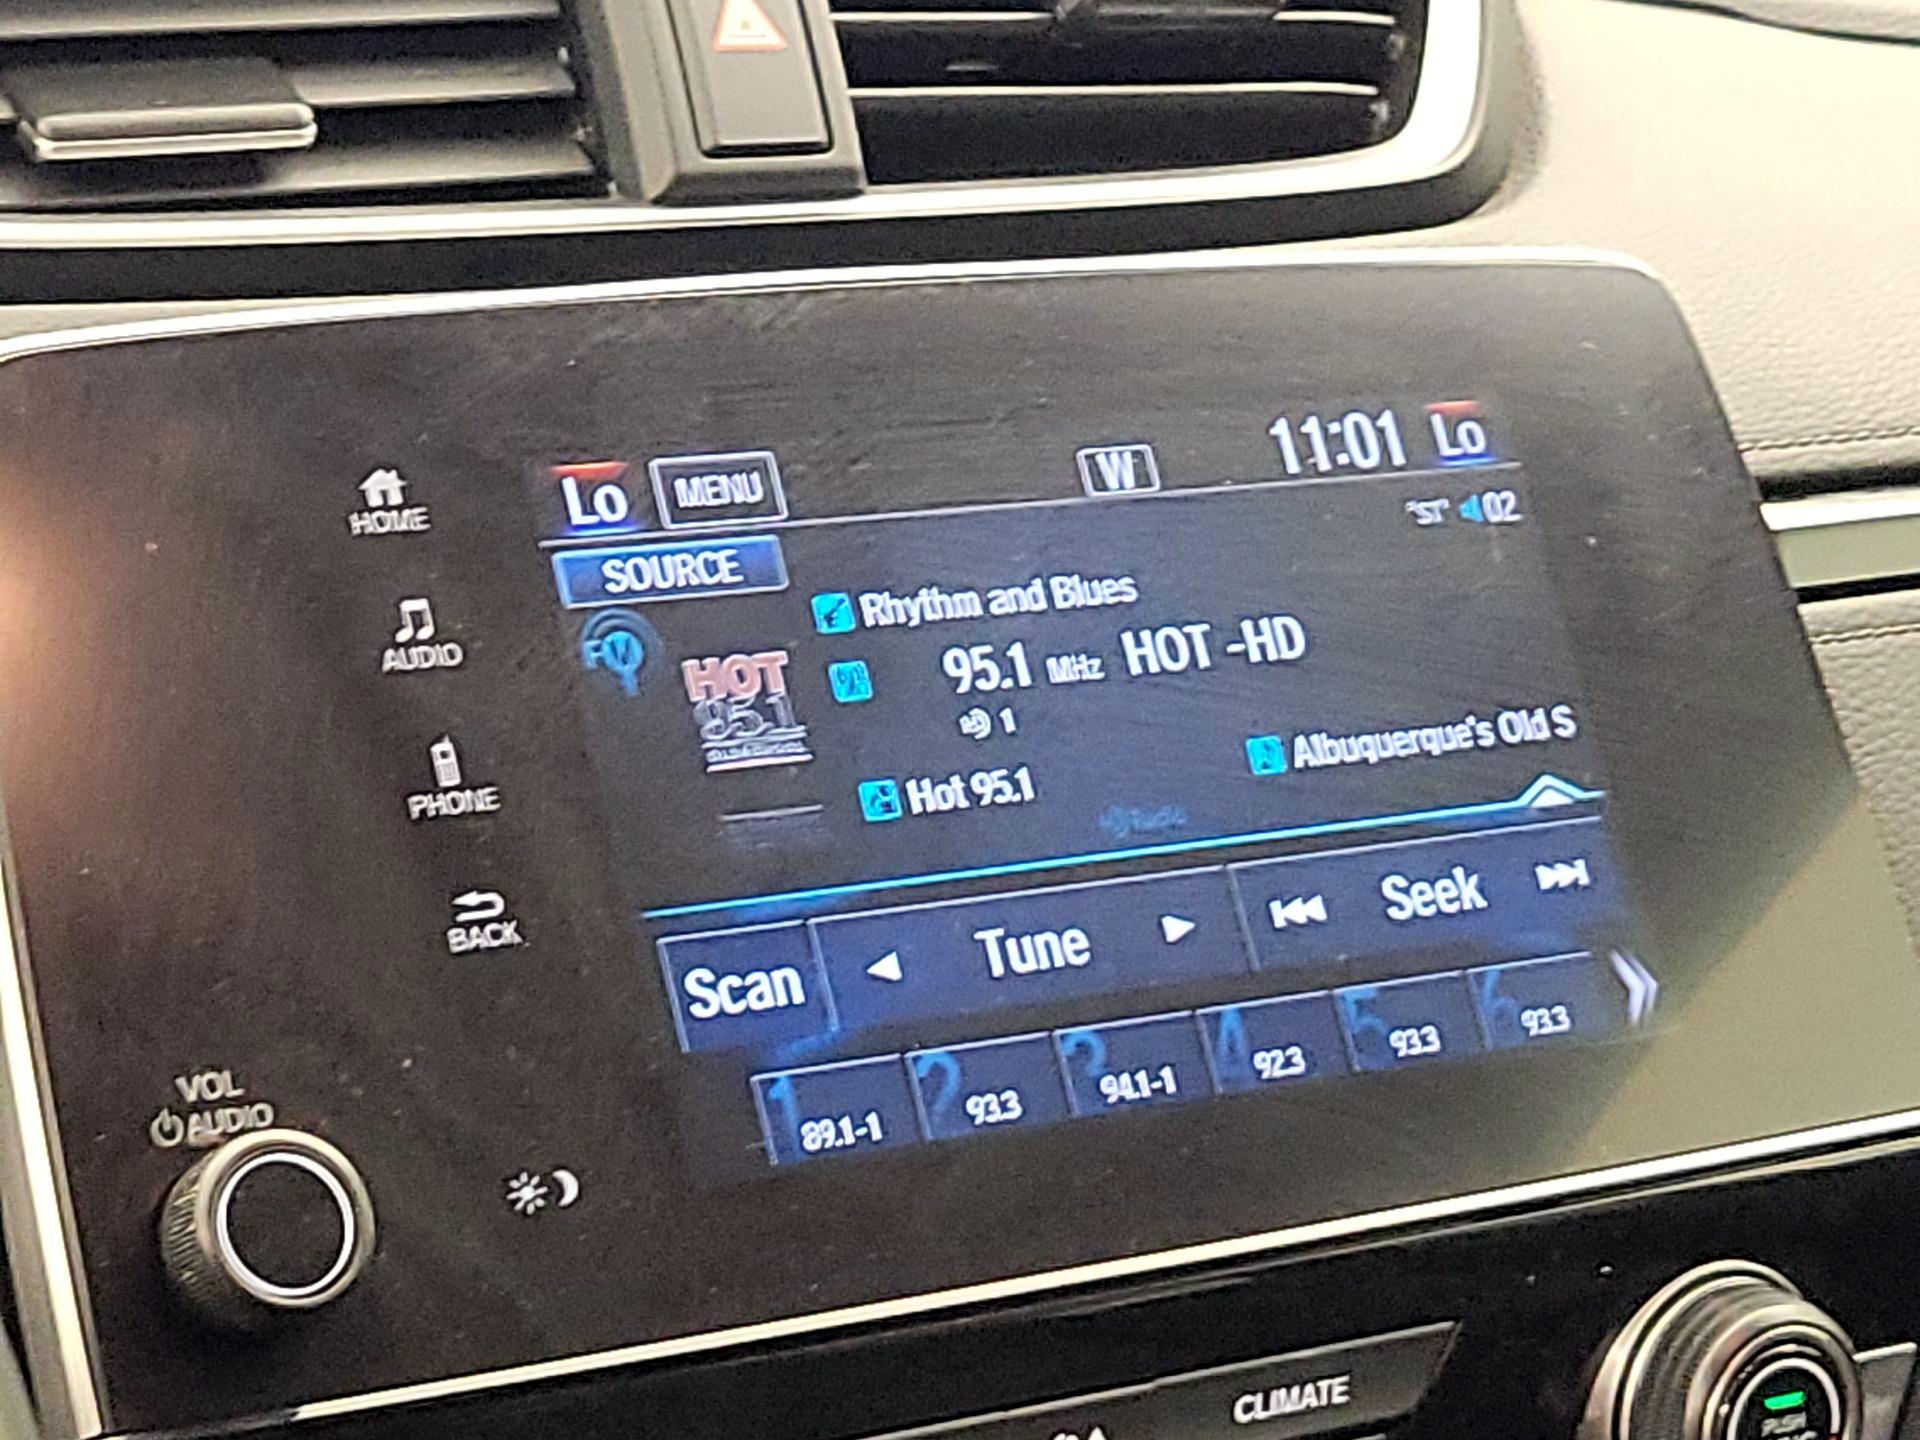 HOME
AUDIO
PHONE
BACK
VOL
AUDIO
Lo
MENU
W
11:01
Lo
"ST" 02
SOURCE
FM
Rhythm and Blues
HOT
95.1
95.1 MHz HOT -HD
1
Hot 95.1
Albuquerque's Old S
Scan
Tune
Seek
1
89.1-1
2
93.3
3
94.1-1
4
92.3
5
93.3
6
93.3
CLIMATE
PUSH